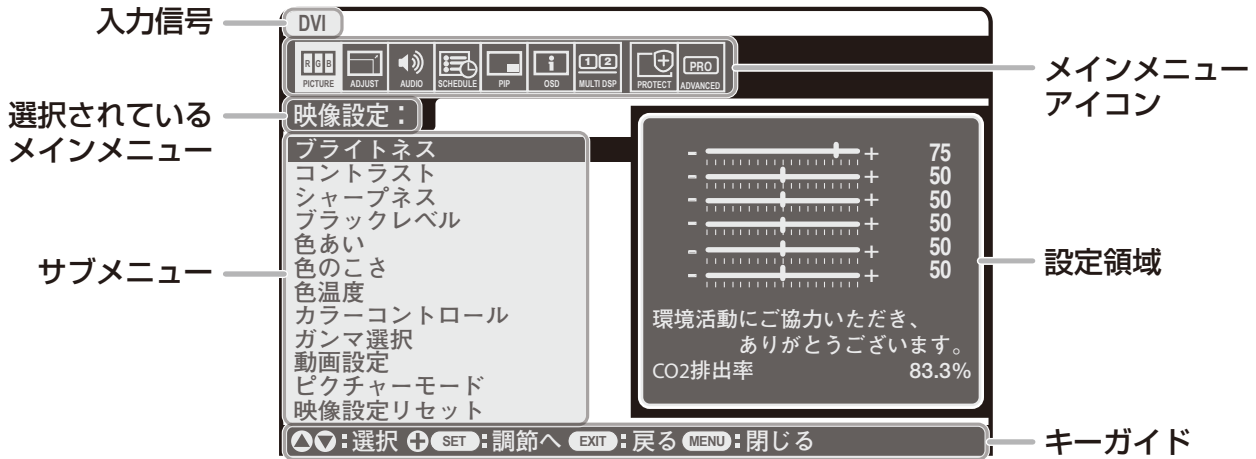 入力信号
DVI
RGB
PICTURE ADJUST AUDIO SCHEDULE PIP OSD MULTI DSP PROTECT PRO ADVANCED
i
1 2
メインメニュー
アイコン
選択されている
メインメニュー
映像設定：
サブメニュー
ブライトネス
コントラスト
シャープネス
ブラックレベル
色あい
色のこさ
色温度
カラーコントロール
ガンマ選択
動画設定
ピクチャーモード
映像設定リセット
- + 75
- + 50
- + 50
- + 50
- + 50
- + 50
環境活動にご協力いただき、
ありがとうございます。
CO2排出率 83.3%
設定領域
：選択 SET：調節へ EXIT：戻る MENU：閉じる
キーガイド